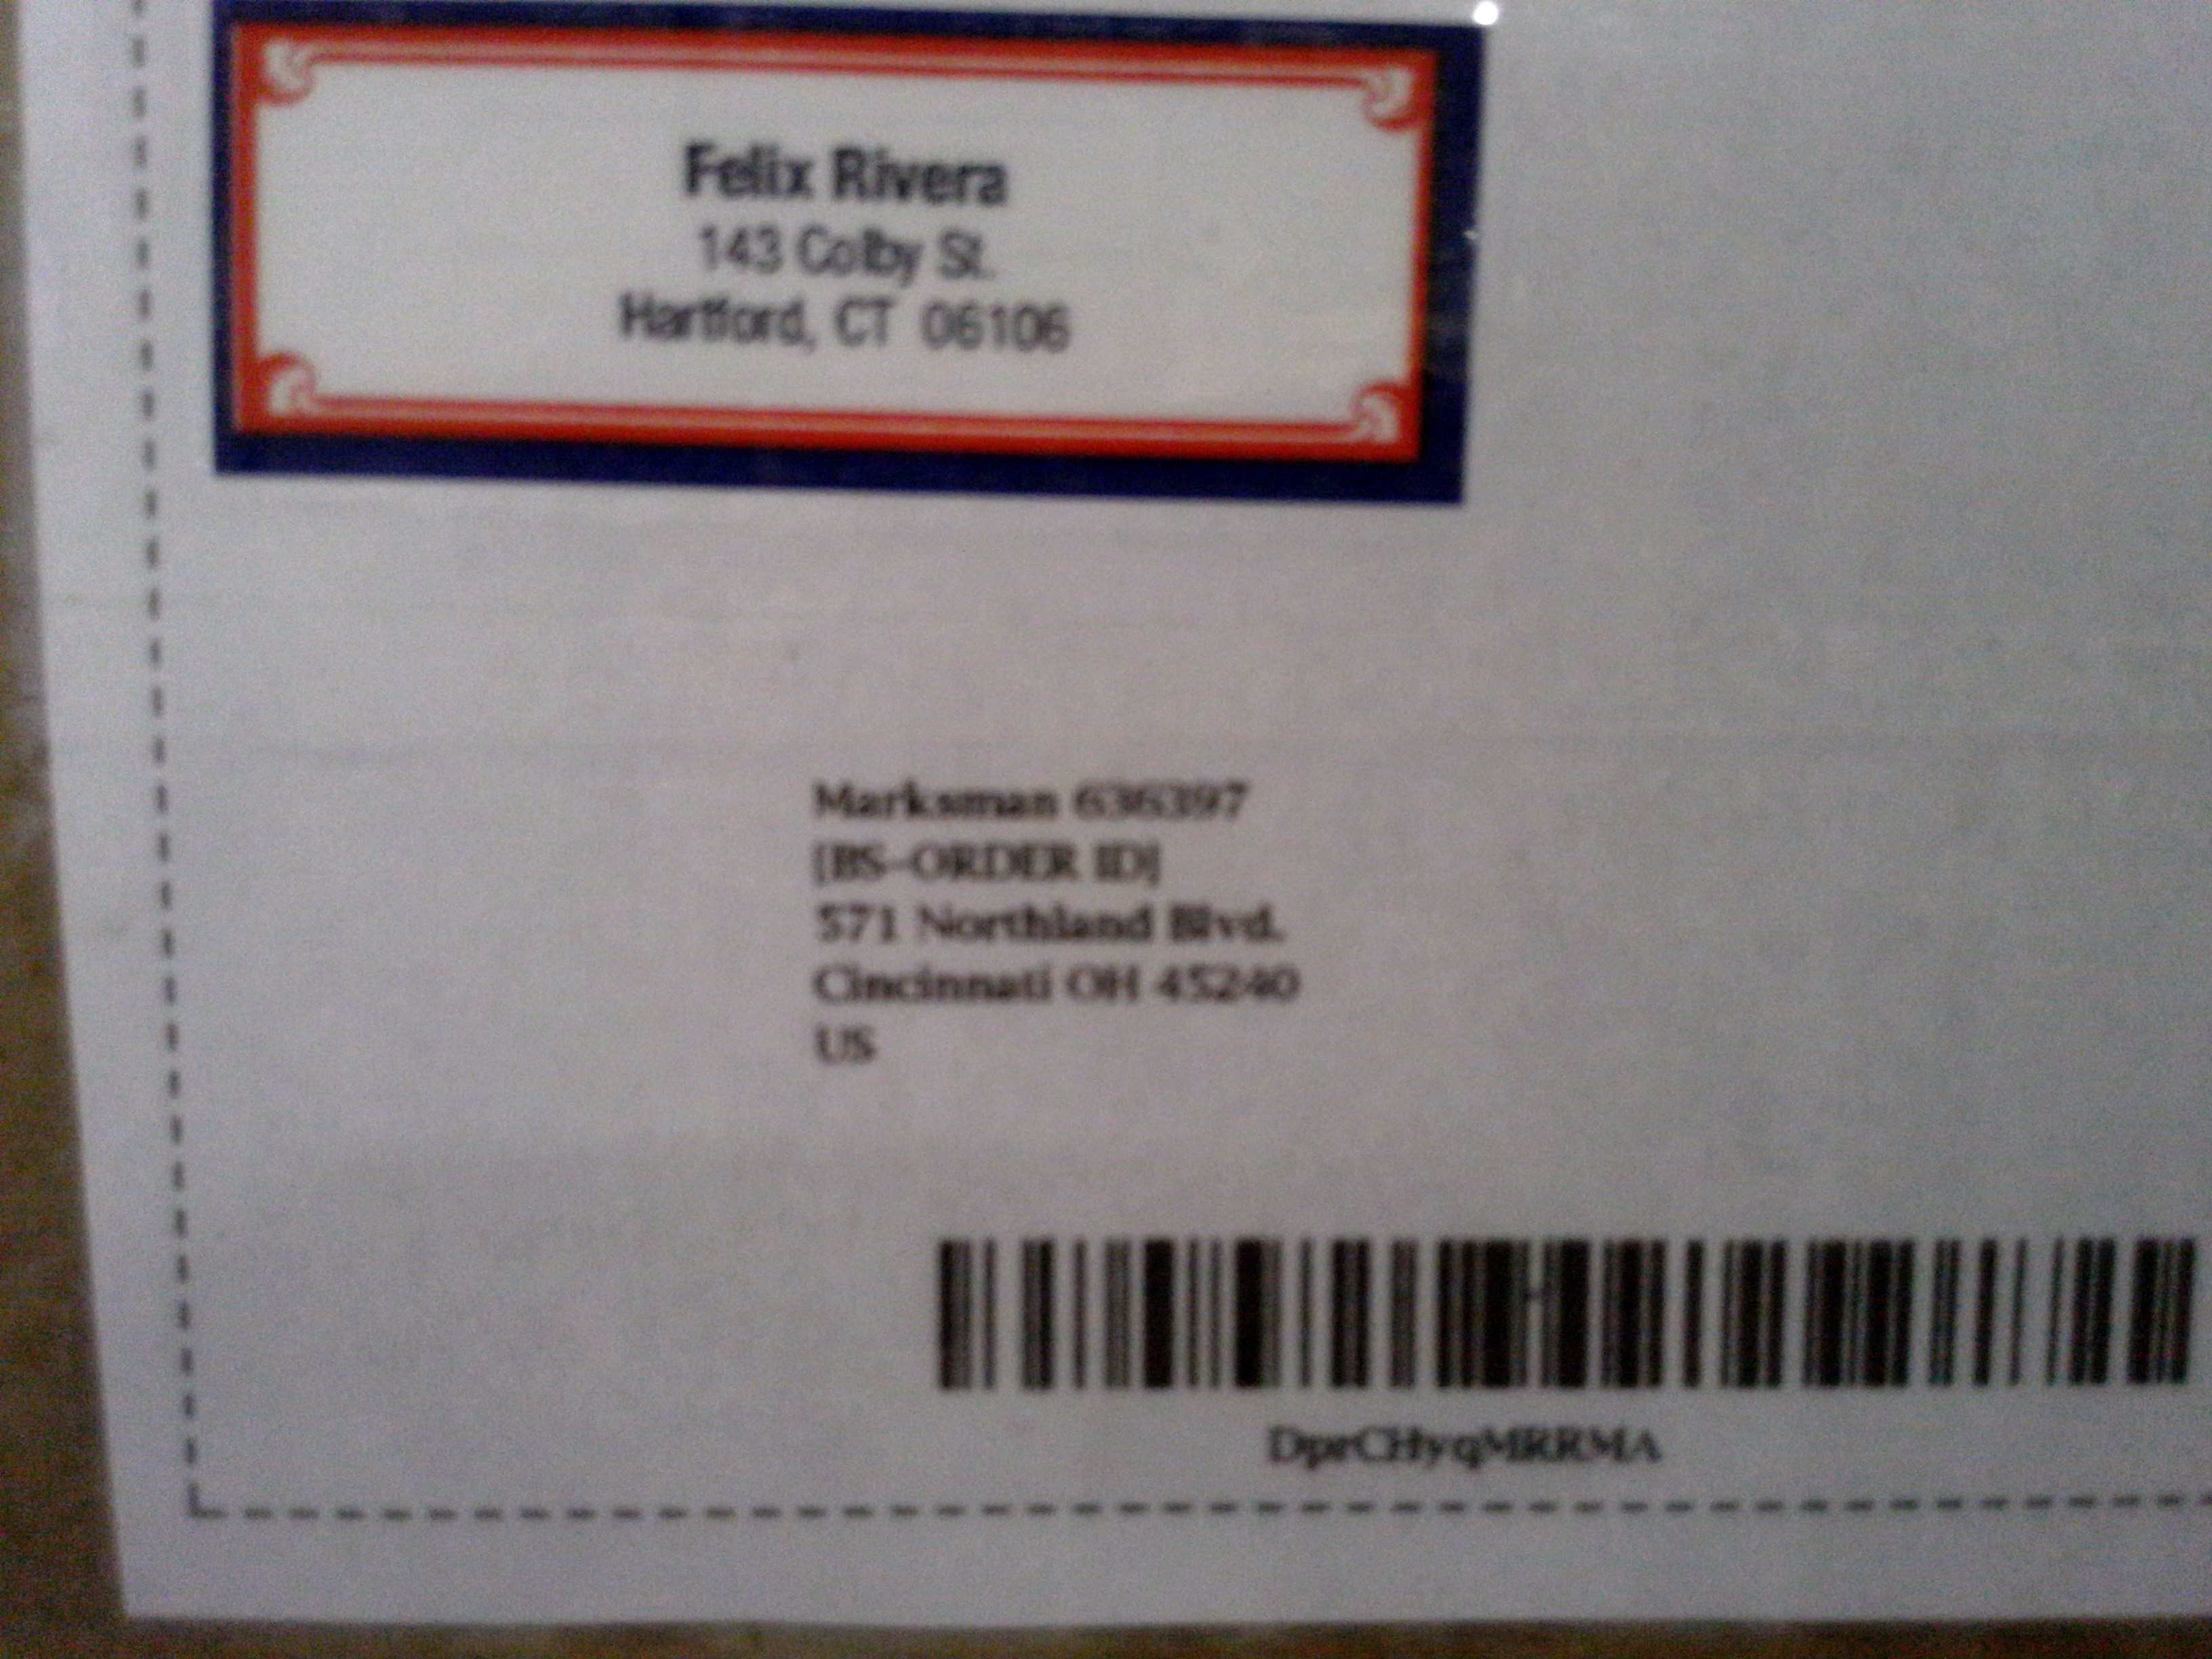 Felix Rivera
143 Colby St.
Hartford, CT 06106
Marksman 636397
[BS-ORDER ID]
571 Northland Blvd.
Cincinnati OH 45240
US
DprCHyqMRRMA